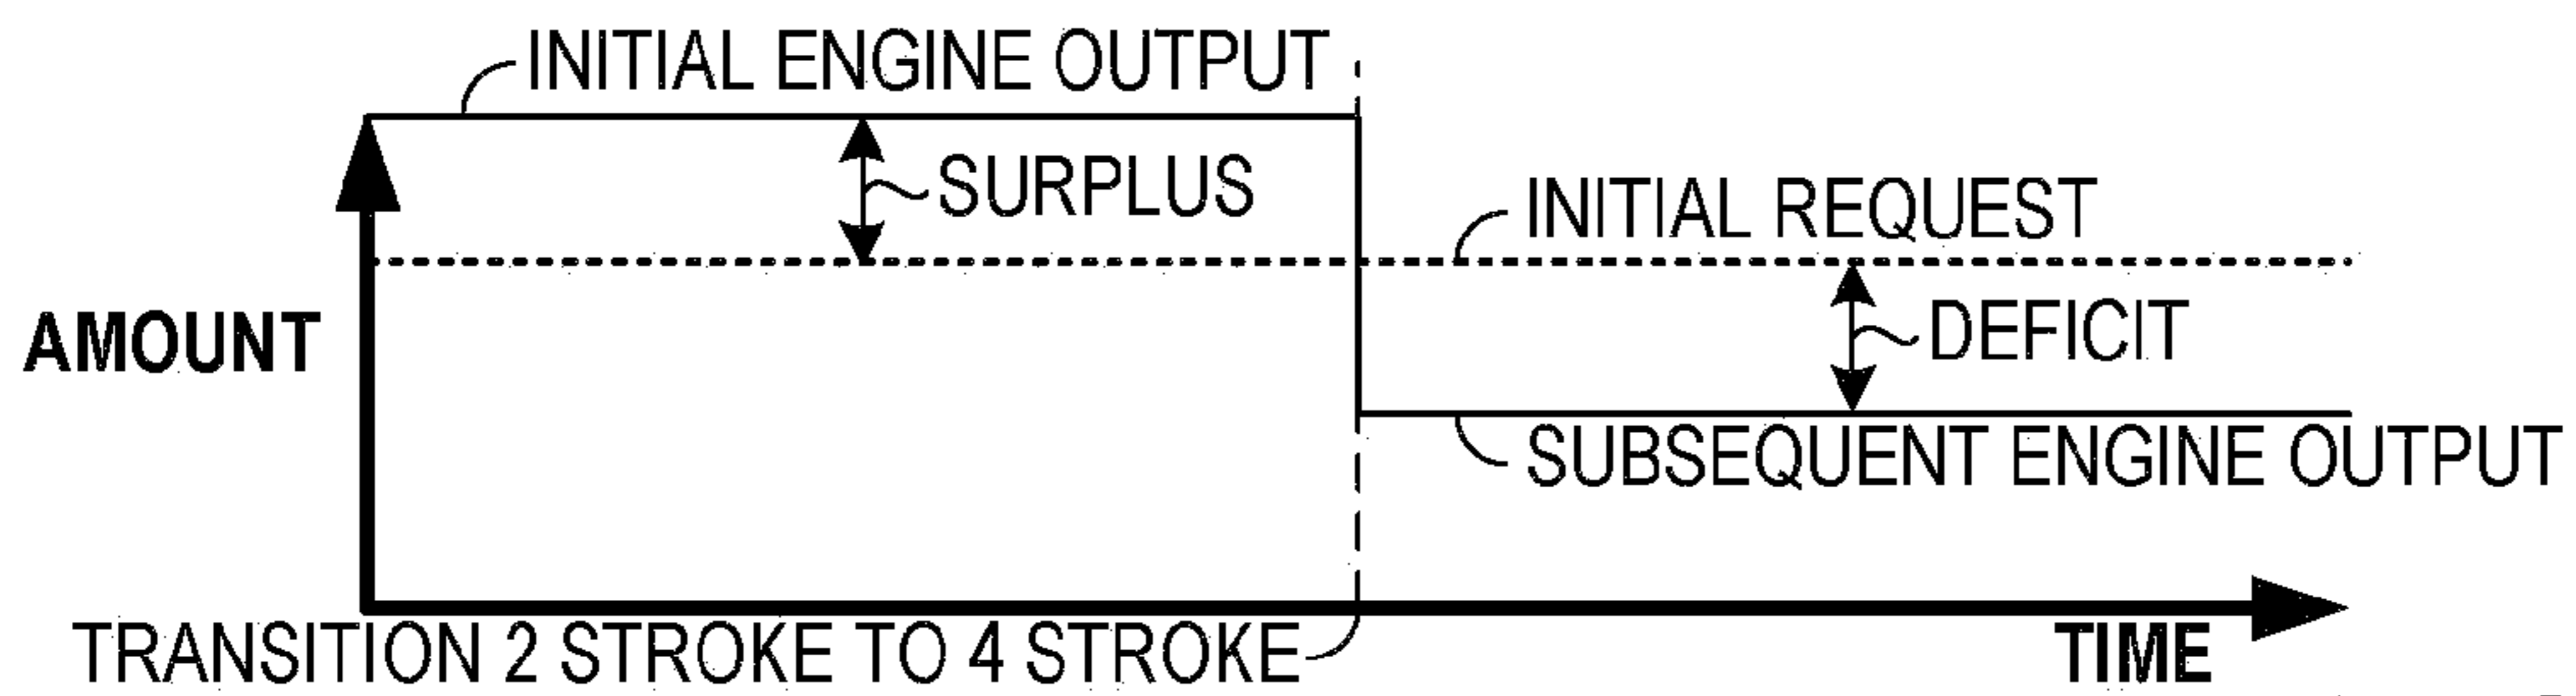 INITIAL ENGINE OUTPUT
SURPLUS
INITIAL REQUEST
AMOUNT
DEFICIT
SUBSEQUENT ENGINE OUTPUT
TRANSITION 2 STROKE TO 4 STROKE
TIME